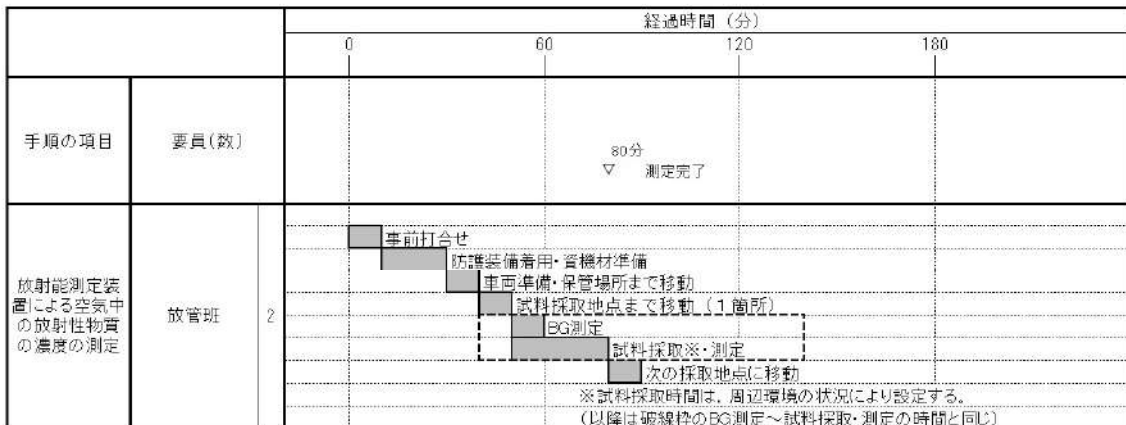 経過時間（分）
0 60 120 180
手順の項目 要員(数)
80分
▽ 測定完了
放射能測定装
置による空気中
の放射性物質
の濃度の測定
放管班 2
事前打合せ
防護装備着用・資機材準備
車両準備・保管場所まで移動
試料採取地点まで移動（１箇所）
BG測定
試料採取※・測定
次の採取地点に移動
※試料採取時間は，周辺環境の状況により設定する。
（以降は破線枠のBG測定～試料採取・測定の時間と同じ）